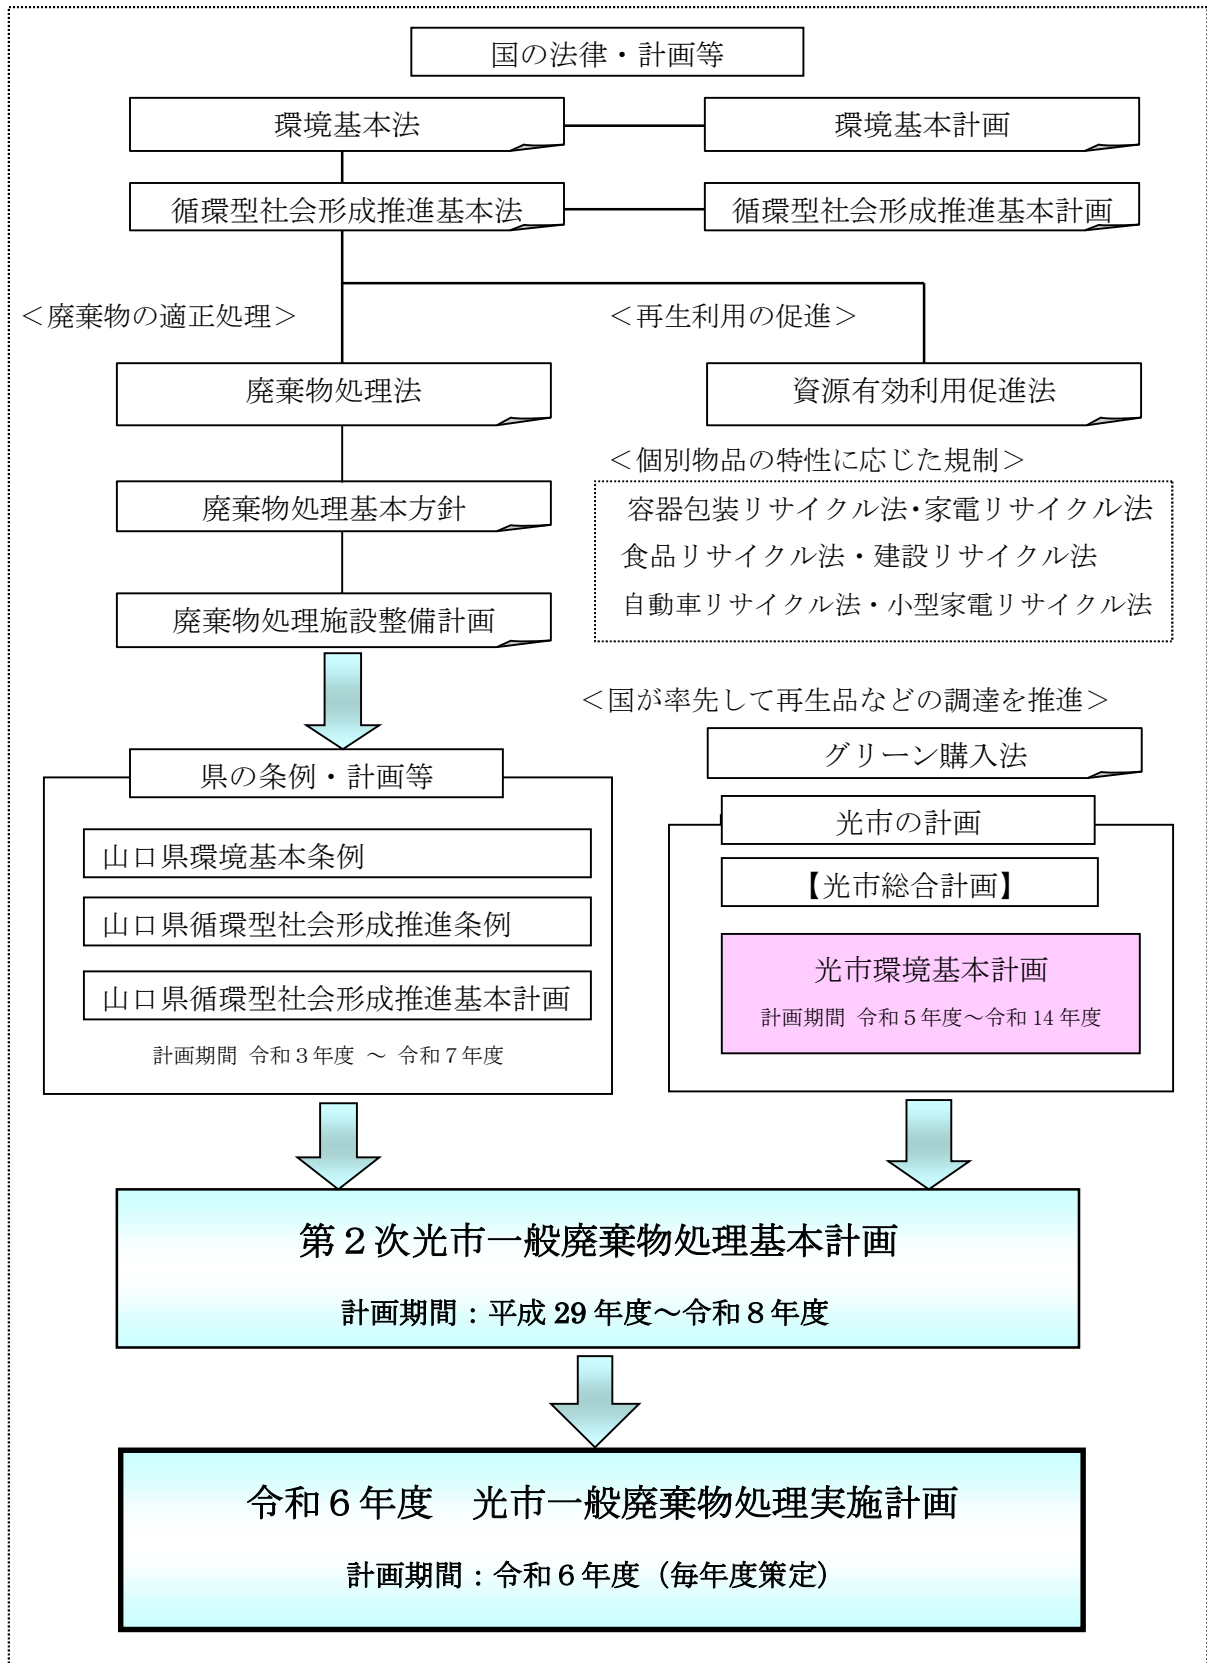 国の法律・計画等
環境基本法
環境基本計画
循環型社会形成推進基本法
循環型社会形成推進基本計画
＜廃棄物の適正処理＞
＜再生利用の促進＞
廃棄物処理法
資源有効利用促進法
＜個別物品の特性に応じた規制＞
廃棄物処理基本方針
容器包装リサイクル法・家電リサイクル法
食品リサイクル法・建設リサイクル法
自動車リサイクル法・小型家電リサイクル法
廃棄物処理施設整備計画
＜国が率先して再生品などの調達を推進＞
グリーン購入法
県の条例・計画等
山口県環境基本条例
山口県循環型社会形成推進条例
山口県循環型社会形成推進基本計画
計画期間 令和３年度 ～ 令和７年度
光市の計画
【光市総合計画】
光市環境基本計画
計画期間 令和５年度～令和 14 年度
第２次光市一般廃棄物処理基本計画
計画期間：平成 29 年度～令和８年度
令和６年度　光市一般廃棄物処理実施計画
計画期間：令和６年度（毎年度策定）